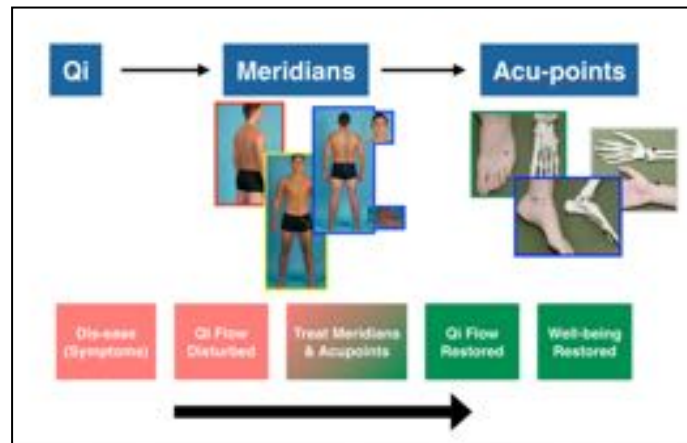 Qi
Meridians
Acu-points
Dis-ease
(Symptoms)
Qi Flow
Disturbed
Treat Meridians
& Acupoints
Qi Flow
Restored
Well-being
Restored